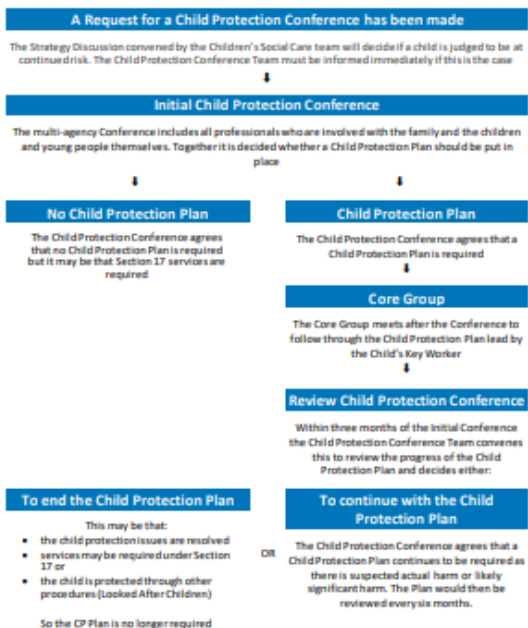 A Request for a Child Protection Conference has been made
The Strategy Discussion convened by the Children's Social Care team will decide if a child is judged to be at
continued risk. The Child Protection Conference Team must be informed immediately if this is the case
Initial Child Protection Conference
The multi-agency Conference includes all professionals who are involved with the family and the children
and young people themselves. Together it is decided whether a Child Protection Plan should be put in
place
No Child Protection Plan
The Child Protection Conference agrees
that no Child Protection Plan is required
but it may be that Section 17 services are
required
Child Protection Plan
The Child Protection Conference agrees that a
Child Protection Plan is required
Core Group
The Core Group meets after the Conference to
follow through the Child Protection Plan lead by
the Child's Key Worker
Review Child Protection Conference
Within three months of the Initial Conference
the Child Protection Conference Team convenes
this to review the progress of the Child
Protection Plan and decides either:
To end the Child Protection Plan
This may be that:
• the child protection issues are resolved
• services may be required under Section
17 or
• the child is protected through other
procedures (Looked After Children)
So the CP Plan is no longer required
OR
To continue with the Child
Protection Plan
The Child Protection Conference agrees that a
Child Protection Plan continues to be required as
there is suspected actual harm or likely
significant harm. The Plan would then be
reviewed every six months.